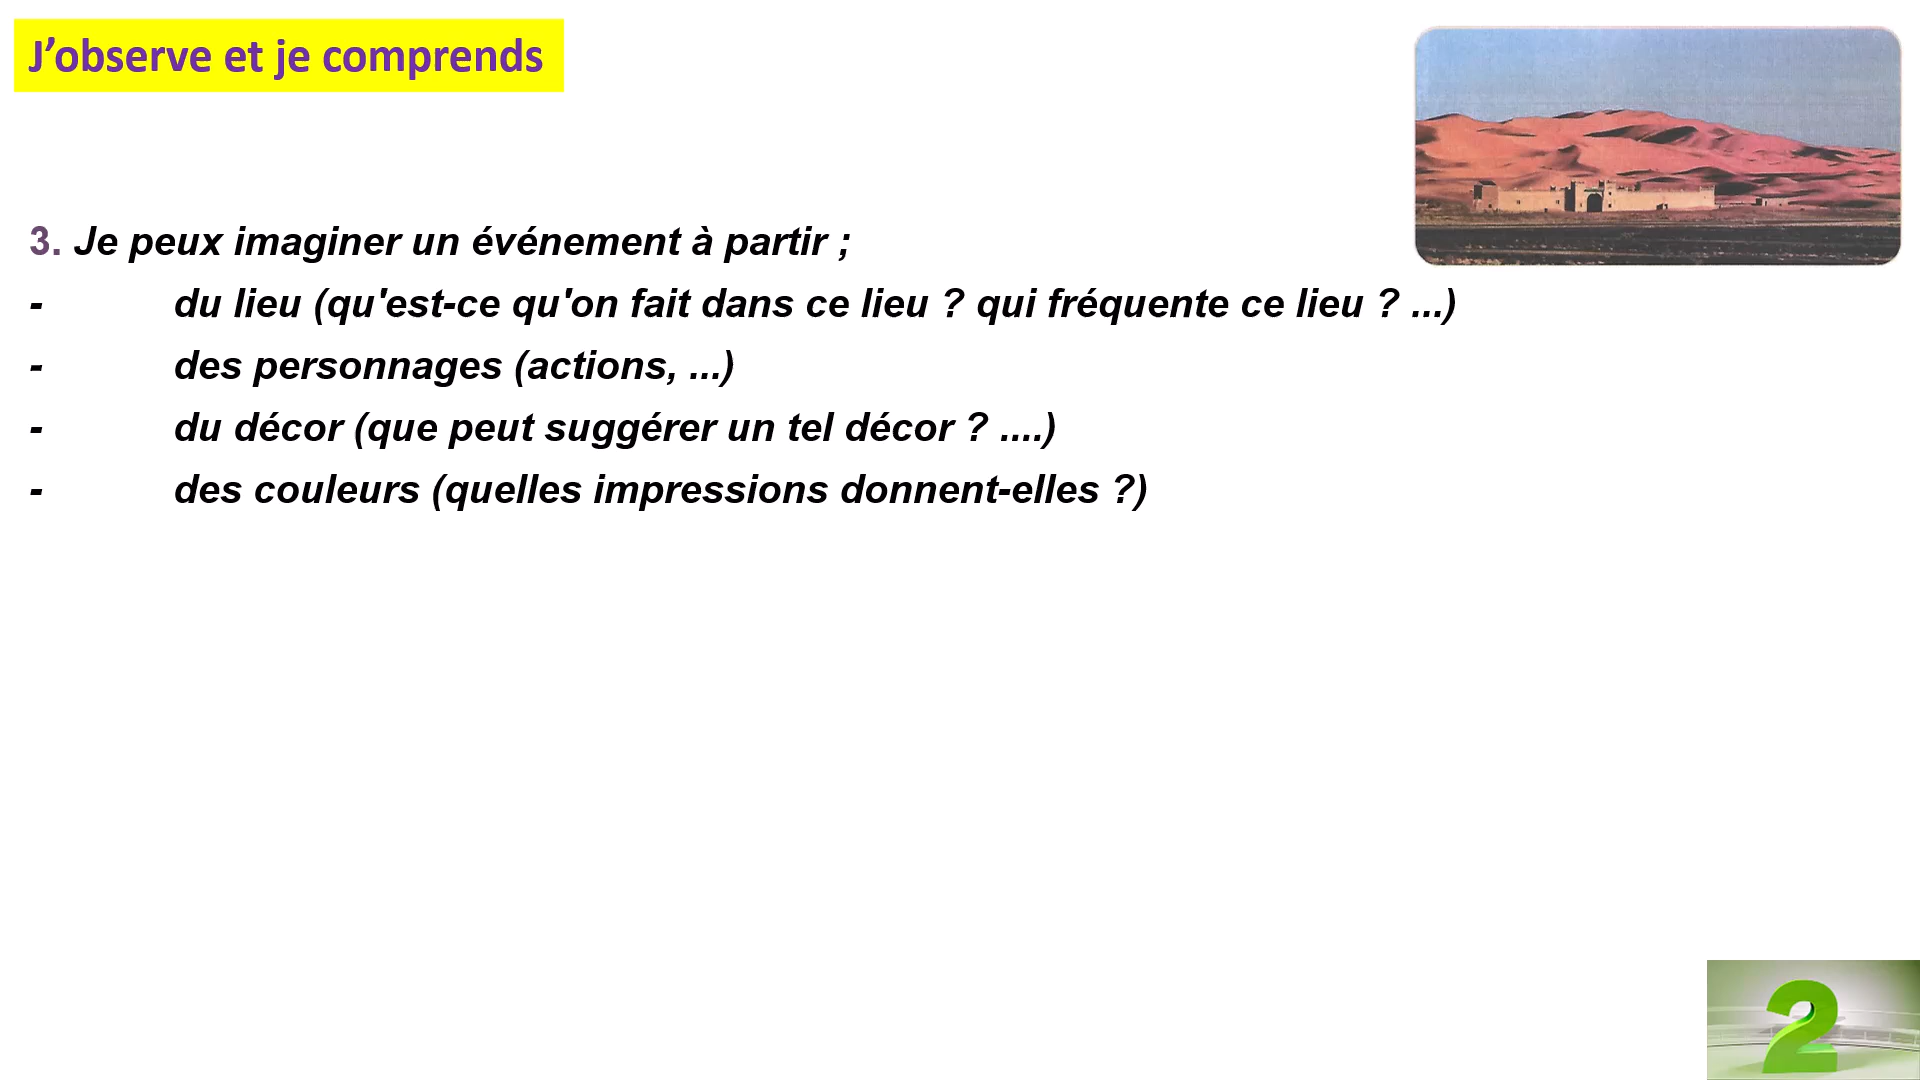 J’observe et je comprends
3. Je peux imaginer un événement à partir ;
- du lieu (qu'est-ce qu'on fait dans ce lieu ? qui fréquente ce lieu ? ...)
- des personnages (actions, ...)
- du décor (que peut suggérer un tel décor ? ....)
- des couleurs (quelles impressions donnent-elles ?)
2